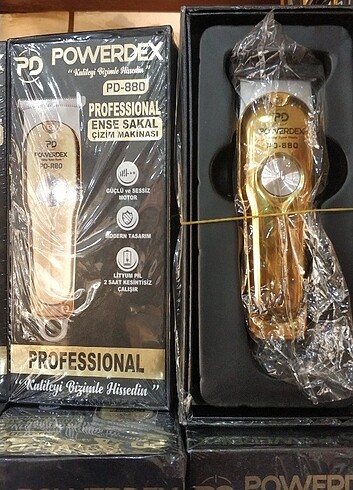 PD POWERDEX
"Kaliteyi Bizimle Hissedin"
PD-880
PROFESSIONAL
ENSE SAKAL
ÇİZİM MAKİNASI
PD
POWERDEX
PD-880
GÜÇLÜ ve SESSİZ
MOTOR
MODERN TASARIM
LİTYUM PİL
2 SAAT KESİNTİSİZ
ÇALIŞIR
PROFESSIONAL
"Kaliteyi Bizimle Hissedin"
PD
POWERDEX
PD-880
PD POWERDEX